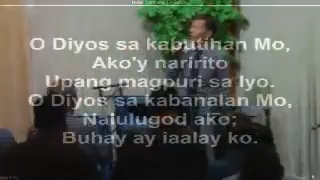 O Diyos sa kabutihan Mo,
Ako'y naririto
Upang magpuri sa Iyo.
O Diyos sa kabanalan Mo,
Nalulugod ako;
Buhay ay iaalay ko.